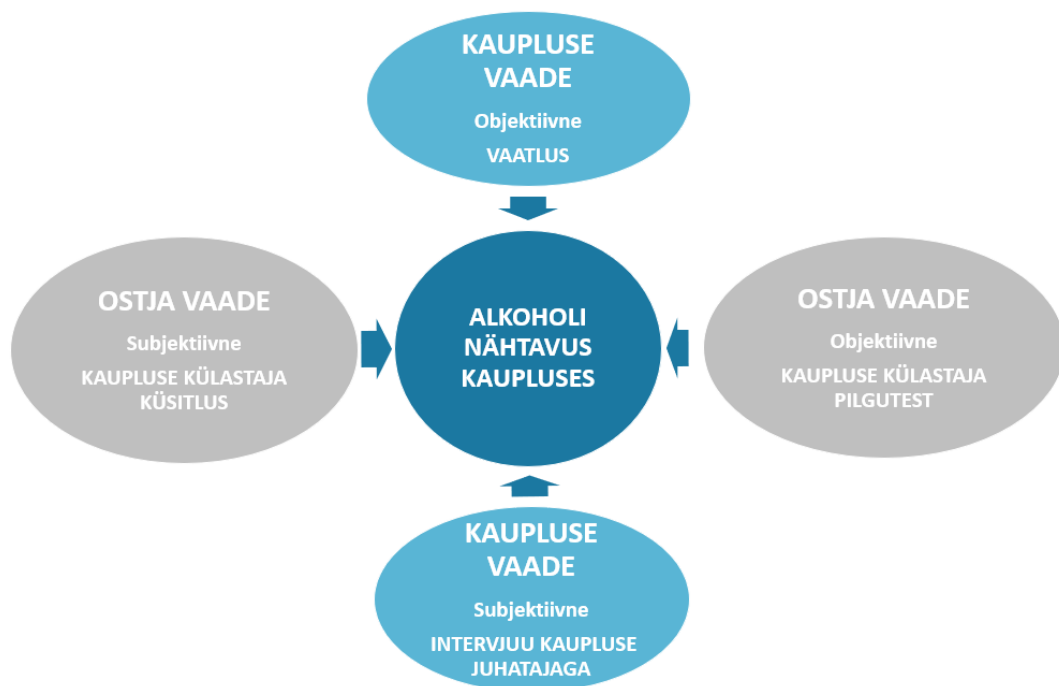 KAUPLUSE
VAADE
Objektiivne
VAATLUS
OSTJA VAADE
Subjektiivne
KAUPLUSE KÜLASTAJA
KÜSITLUS
ALKOHOLI
NÄHTAVUS
KAUPLUSES
OSTJA VAADE
Objektiivne
KAUPLUSE KÜLASTAJA
PILGUTEST
KAUPLUSE
VAADE
Subjektiivne
INTERVJUU KAUPLUSE
JUHATAJAGA